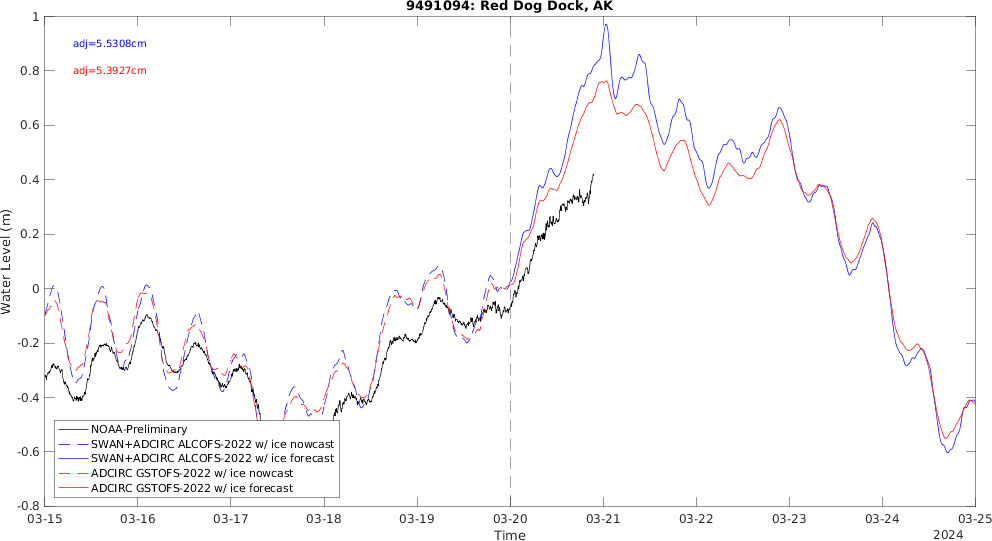 9491094: Red Dog Dock, AK
adj=5.5308cm
adj=5.3927cm
Water Level (m)
1
0.8
0.6
0.4
0.2
0
-0.2
-0.4
-0.6
-0.8
NOAA-Preliminary
SWAN+ADCIRC ALCOFS-2022 w/ ice nowcast
SWAN+ADCIRC ALCOFS-2022 w/ ice forecast
ADCIRC GSTOFS-2022 w/ ice nowcast
ADCIRC GSTOFS-2022 w/ ice forecast
03-15 03-16 03-17 03-18 03-19 03-20 03-21 03-22 03-23 03-24 03-25
Time
2024